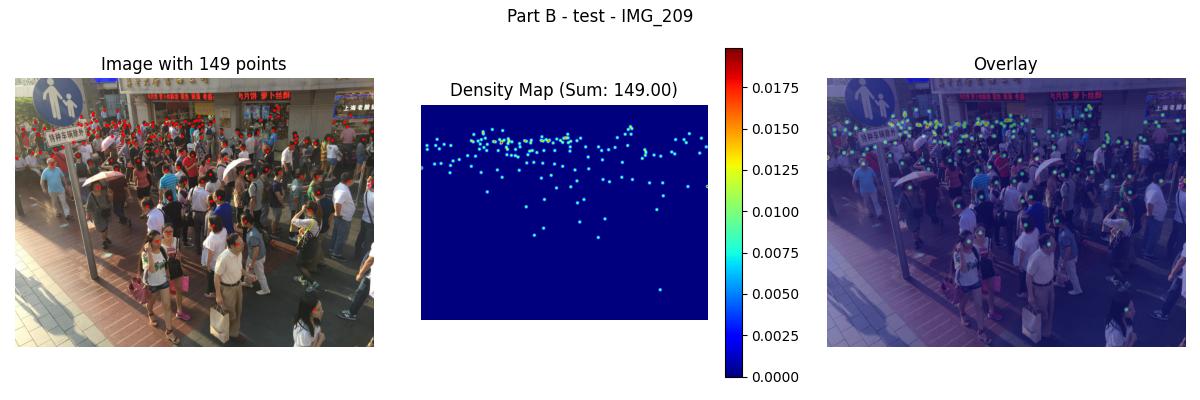 Part B - test - IMG_209
Image with 149 points
Density Map (Sum: 149.00)
Overlay
0.0175
0.0150
0.0125
0.0100
0.0075
0.0050
0.0025
0.0000